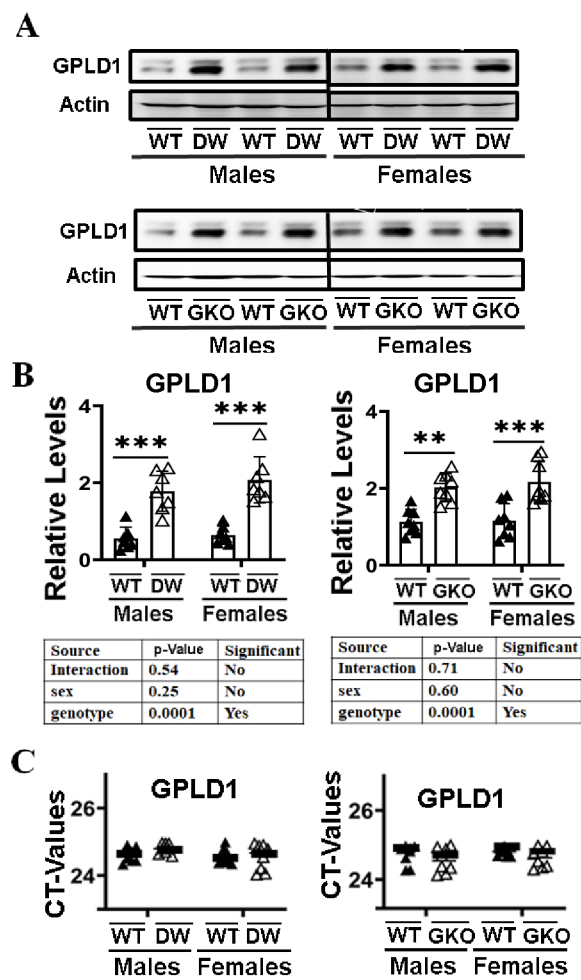 A
GPLD1
Actin
WT DW WT DW WT DW WT DW
Males Females
GPLD1
Actin
WT GKO WT GKO WT GKO WT GKO
Males Females
B
GPLD1
Relative Levels
4
2
0
*** ***
WT DW WT DW
Males Females
Source p-Value Significant
Interaction 0.54 No
sex 0.25 No
genotype 0.0001 Yes
GPLD1
Relative Levels
4
2
0
** ***
WT GKO WT GKO
Males Females
Source p-Value Significant
Interaction 0.71 No
sex 0.60 No
genotype 0.0001 Yes
C
GPLD1
CT-Values
26
24
WT DW WT DW
Males Females
GPLD1
CT-Values
26
24
WT GKO WT GKO
Males Females